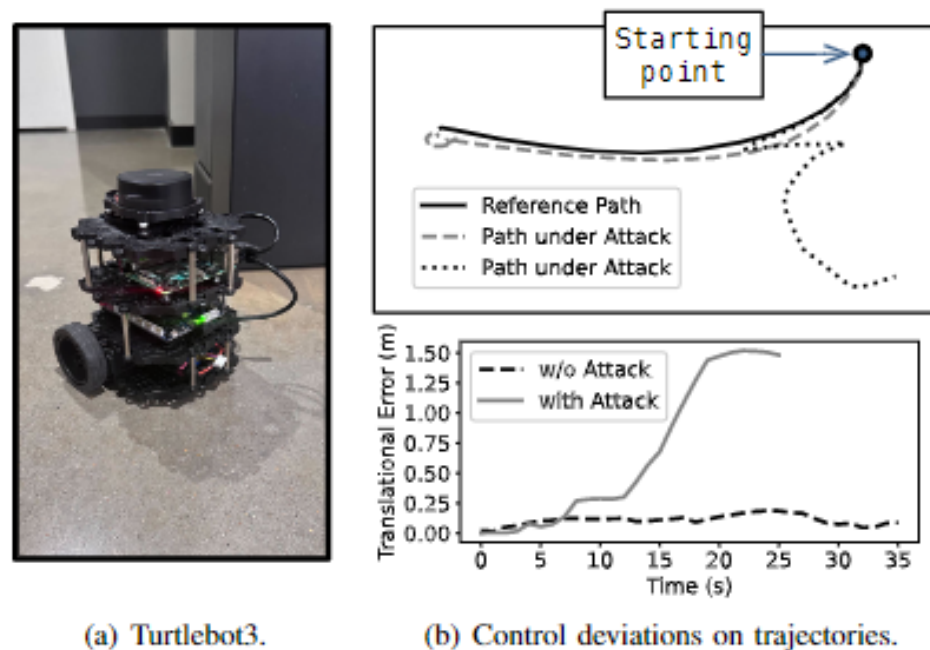 Starting
point
Reference Path
Path under Attack
Path under Attack
Translational Error (m)
1.50
1.25
1.00
0.75
0.50
0.25
0.00
w/o Attack
with Attack
0 5 10 15 20 25 30 35
Time (s)
(a) Turtlebot3.
(b) Control deviations on trajectories.